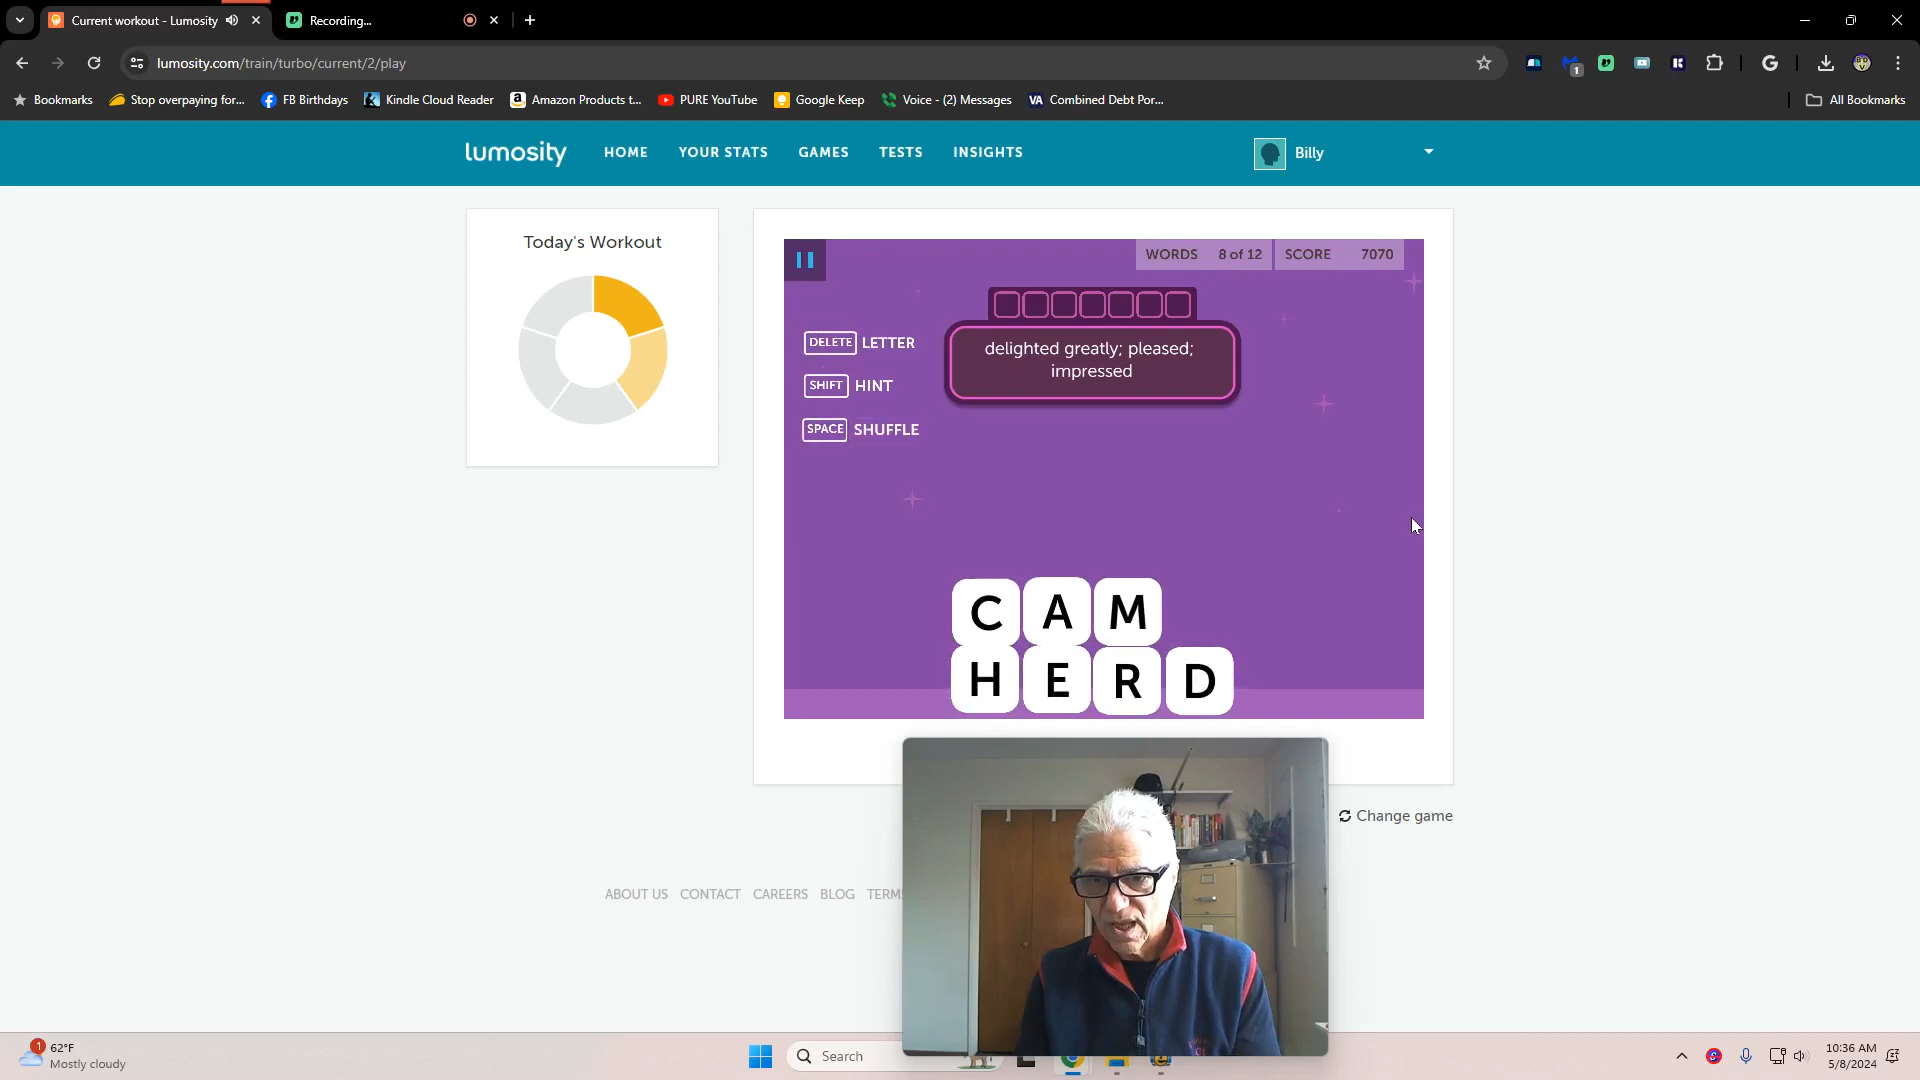 Current workout - Lumosity
Recording...
lumosity.com/train/turbo/current/2/play
1
Bookmarks
Stop overpaying for...
FB Birthdays
Kindle Cloud Reader
Amazon Products t...
PURE YouTube
Google Keep
Voice - (2) Messages
VA Combined Debt Por...
All Bookmarks
lumosity
HOME
YOUR STATS
GAMES
TESTS
INSIGHTS
Billy
Today's Workout
WORDS 8 of 12
SCORE 7070
DELETE LETTER
SHIFT HINT
SPACE SHUFFLE
delighted greatly; pleased;
impressed
C A M
H E R D
Change game
ABOUT US CONTACT CAREERS BLOG
1
62°F
Mostly cloudy
Search
10:36 AM
5/8/2024